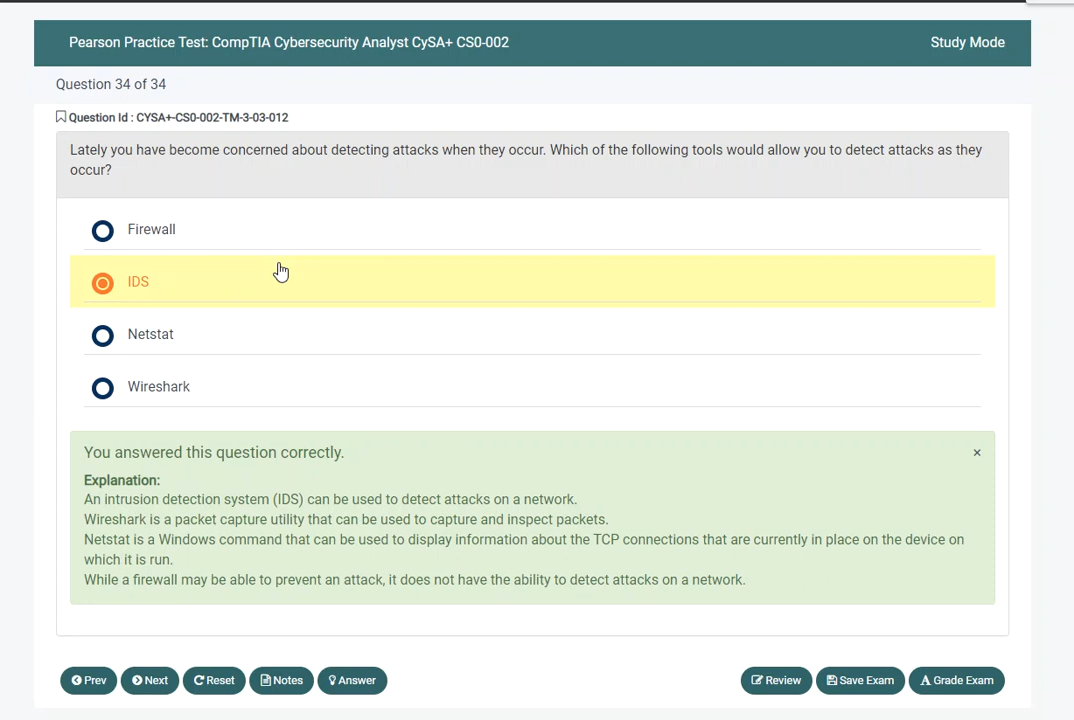 Pearson Practice Test: CompTIA Cybersecurity Analyst CySA+ CS0-002
Study Mode
Question 34 of 34
Question Id : CYSA+-CS0-002-TM-3-03-012
Lately you have become concerned about detecting attacks when they occur. Which of the following tools would allow you to detect attacks as they
occur?
Firewall
IDS
Netstat
Wireshark
You answered this question correctly.
×
Explanation:
An intrusion detection system (IDS) can be used to detect attacks on a network.
Wireshark is a packet capture utility that can be used to capture and inspect packets.
Netstat is a Windows command that can be used to display information about the TCP connections that are currently in place on the device on
which it is run.
While a firewall may be able to prevent an attack, it does not have the ability to detect attacks on a network.
Prev Next Reset Notes Answer Review Save Exam Grade Exam